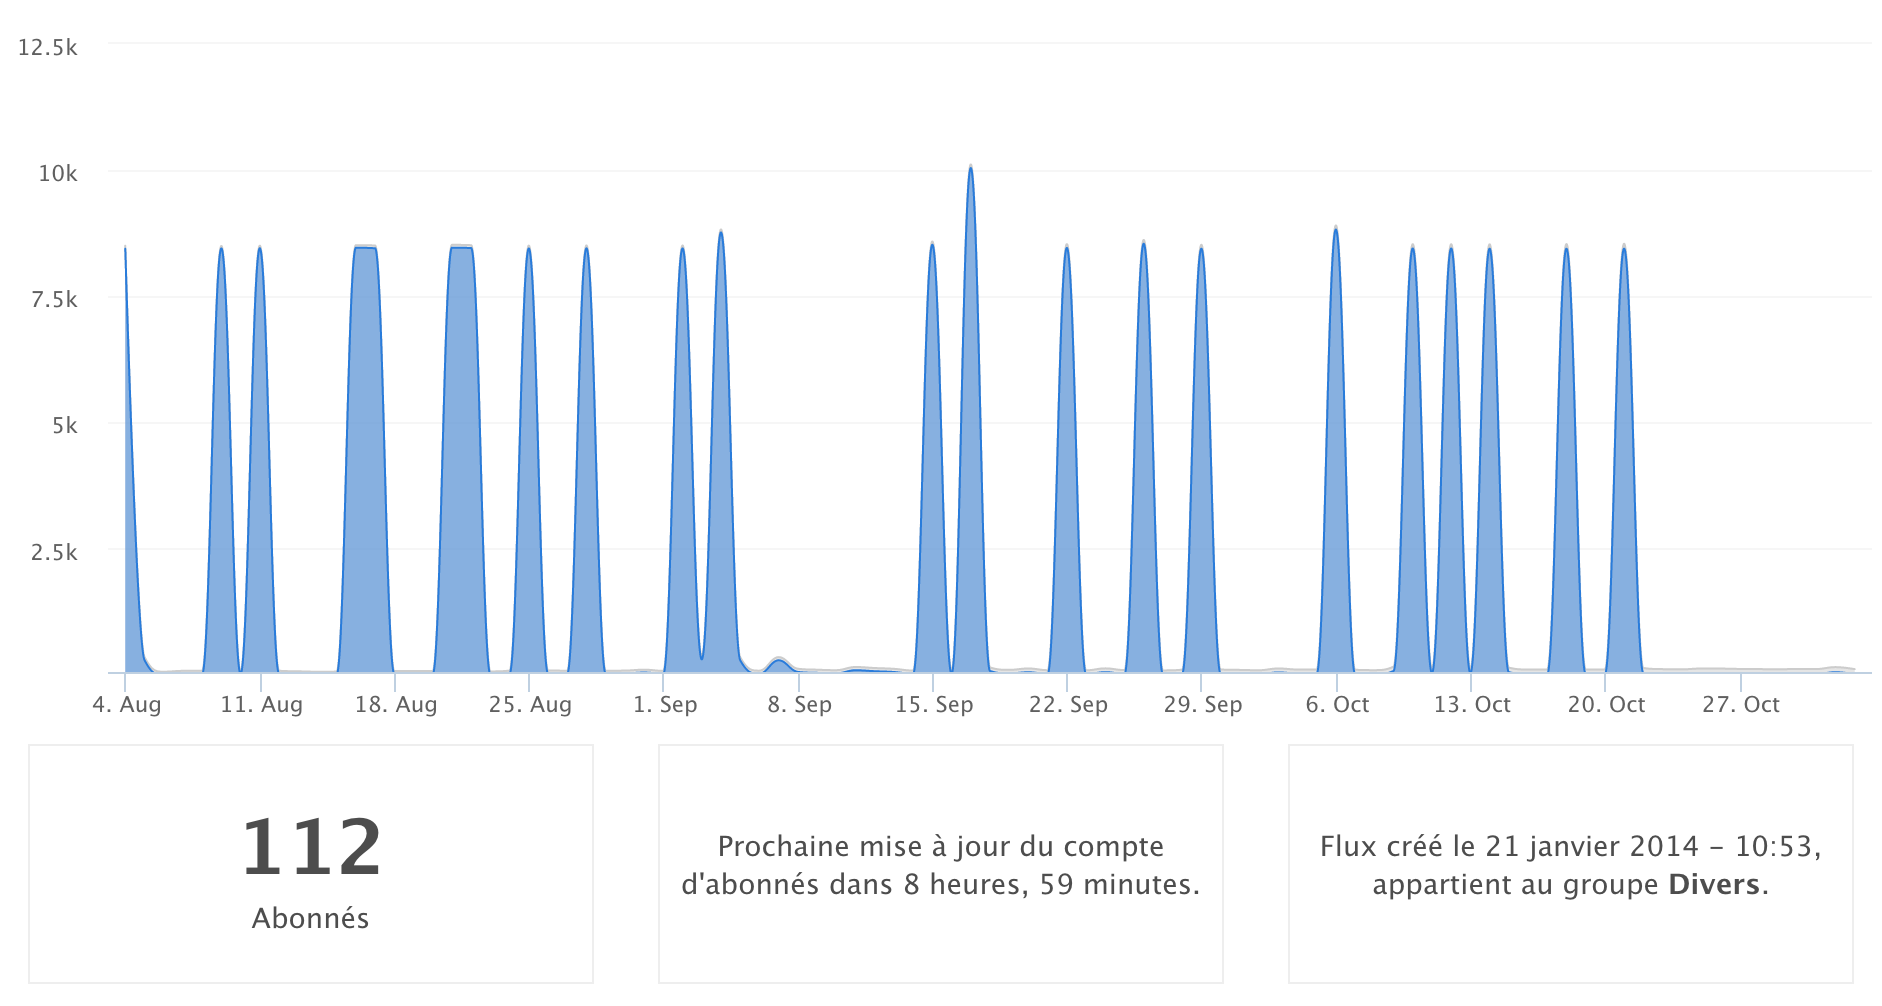 12.5k
10k
7.5k
5k
2.5k
4. Aug 11. Aug 18. Aug 25. Aug 1. Sep 8. Sep 15. Sep 22. Sep 29. Sep 6. Oct 13. Oct 20. Oct 27. Oct
112
Abonnés
Prochaine mise à jour du compte
d'abonnés dans 8 heures, 59 minutes.
Flux créé le 21 janvier 2014 – 10:53,
appartient au groupe Divers.